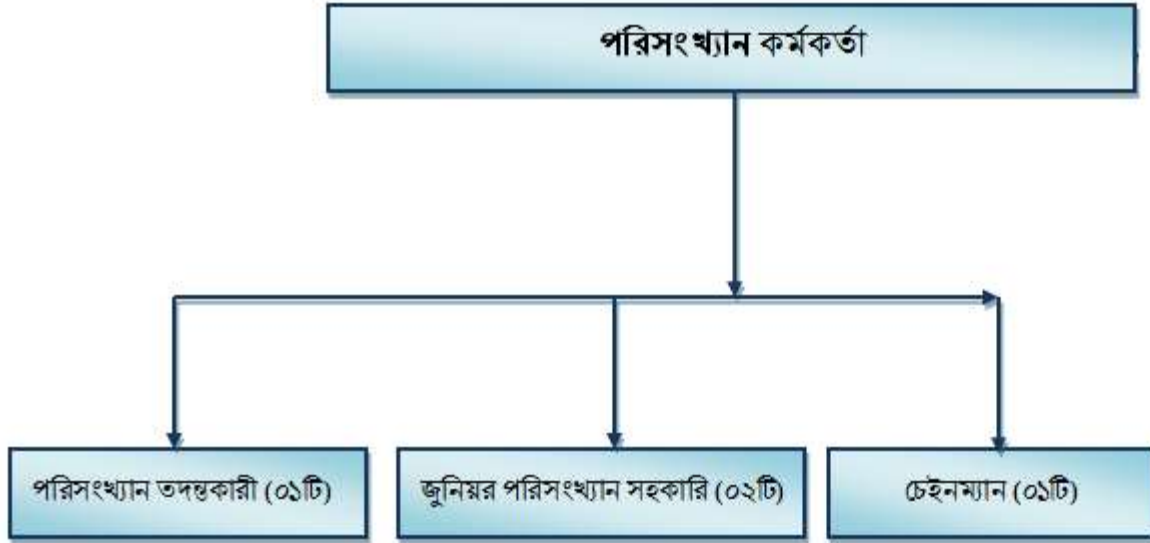 পরিসংখ্যান কর্মকর্তা
পরিসংখ্যান তদন্তকারী (০১টি)
জুনিয়র পরিসংখ্যান সহকারি (০২টি)
চেইনম্যান (০১টি)